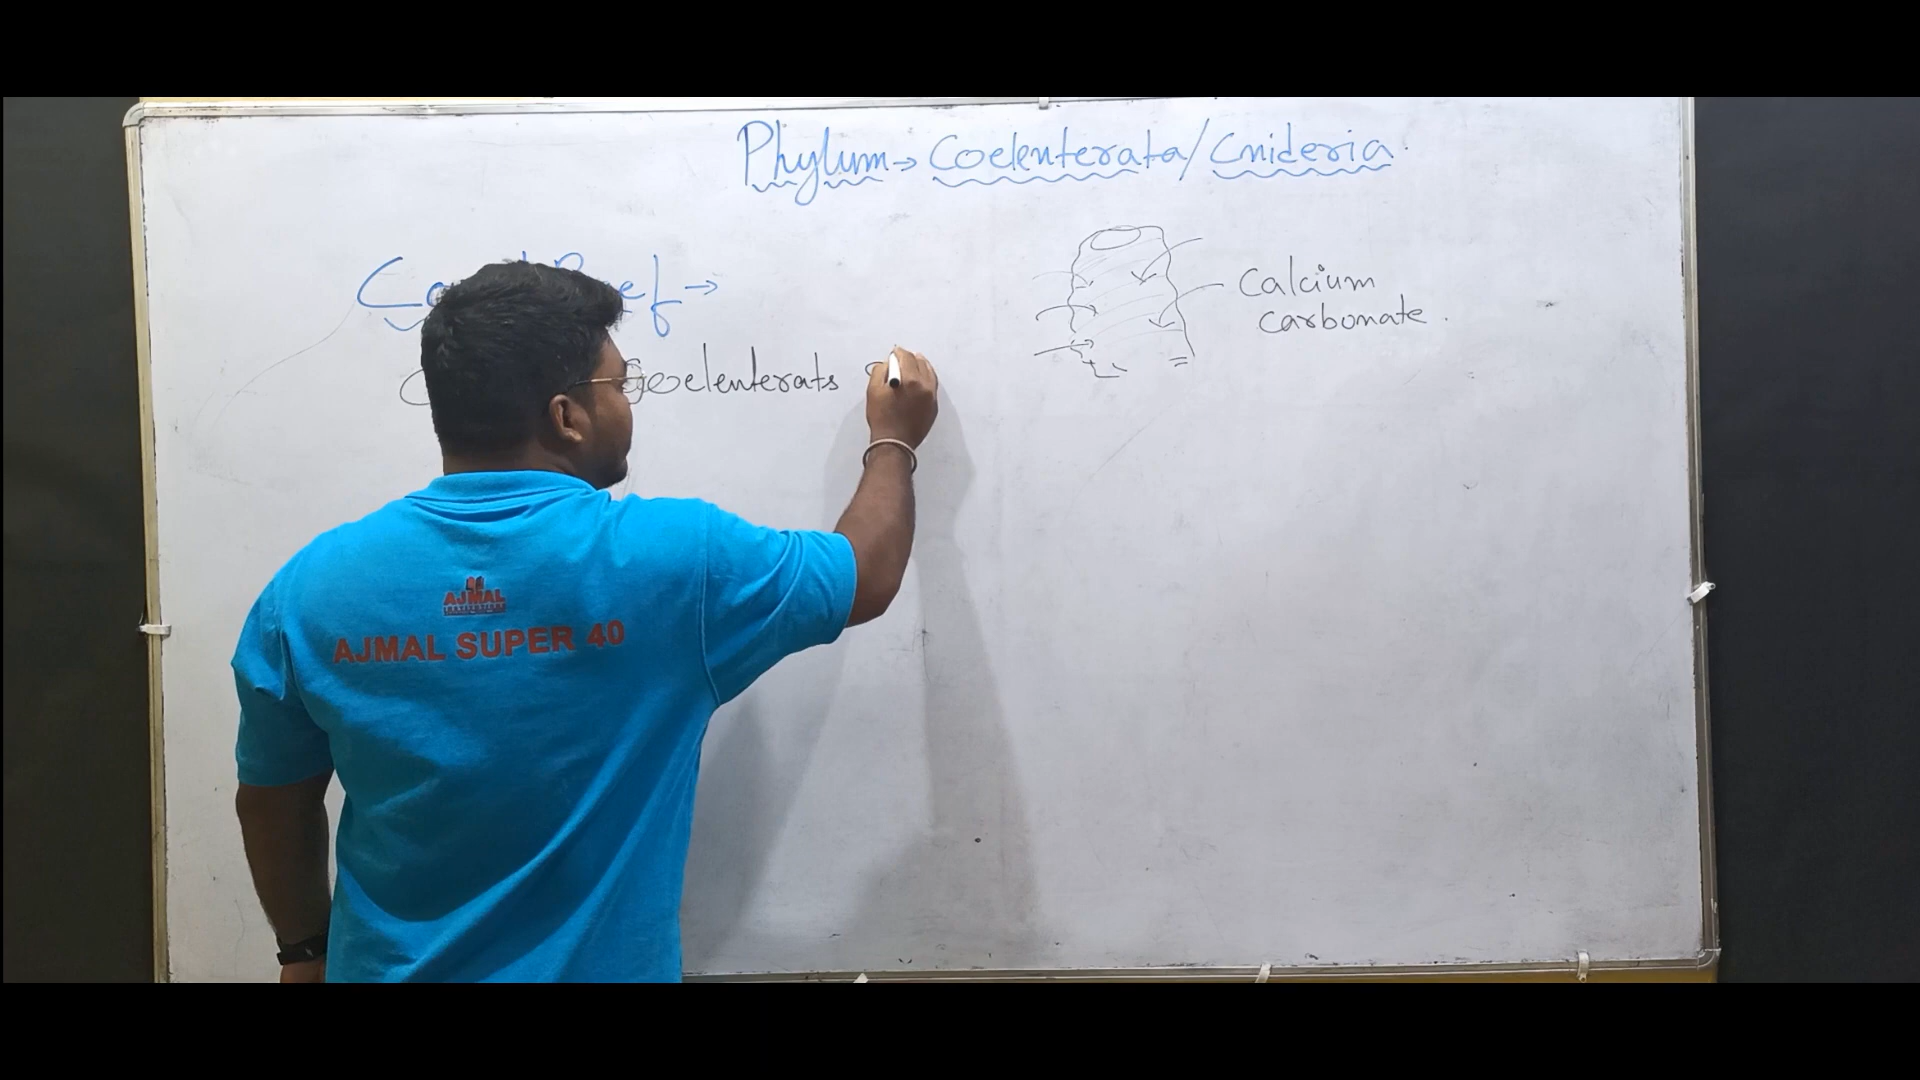 Phylum → Coelenterata/Cnideria.
→
Calcium
carbonate.
Coelenterats
AJMAL
AJMAL SUPER 40